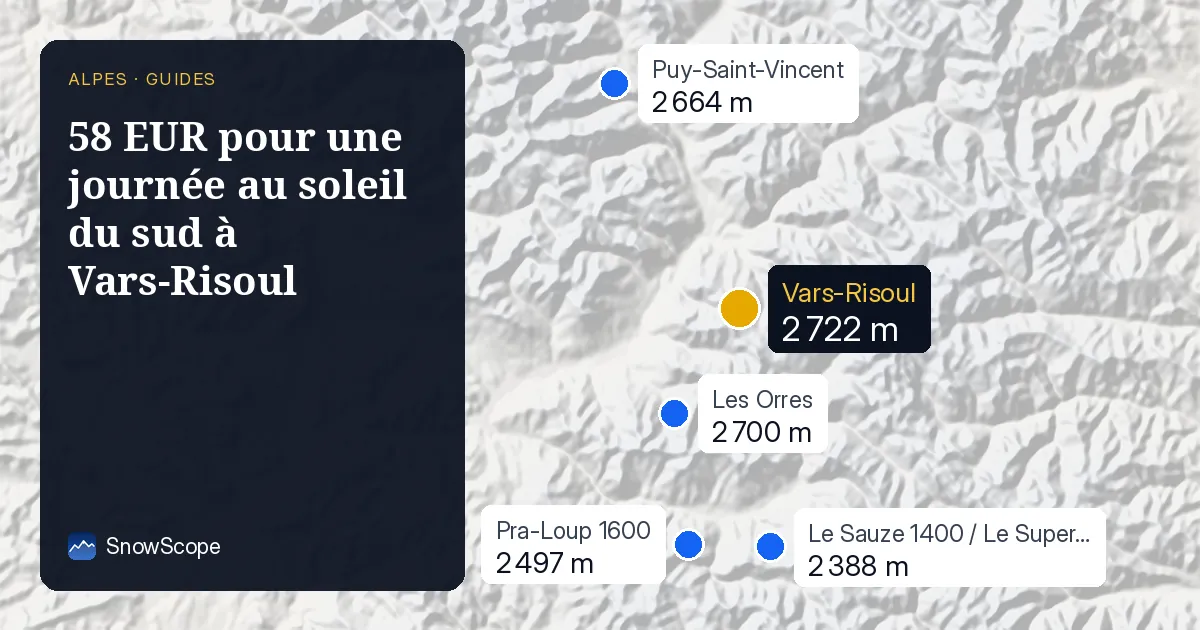 ALPES · GUIDES
58 EUR pour une
journée au soleil
du sud à
Vars-Risoul
SnowScope
Puy-Saint-Vincent
2 664 m
Vars-Risoul
2 722 m
Les Orres
2 700 m
Pra-Loup 1600
2 497 m
Le Sauze 1400 / Le Super...
2 388 m